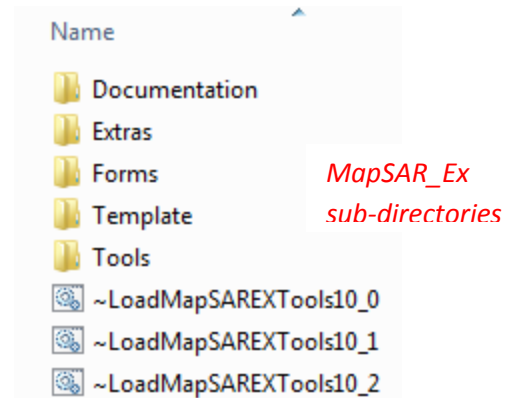 Name
Documentation
Extras
Forms
Template
Tools
~LoadMapSAREXTools10_0
~LoadMapSAREXTools10_1
~LoadMapSAREXTools10_2
MapSAR_Ex
sub-directories